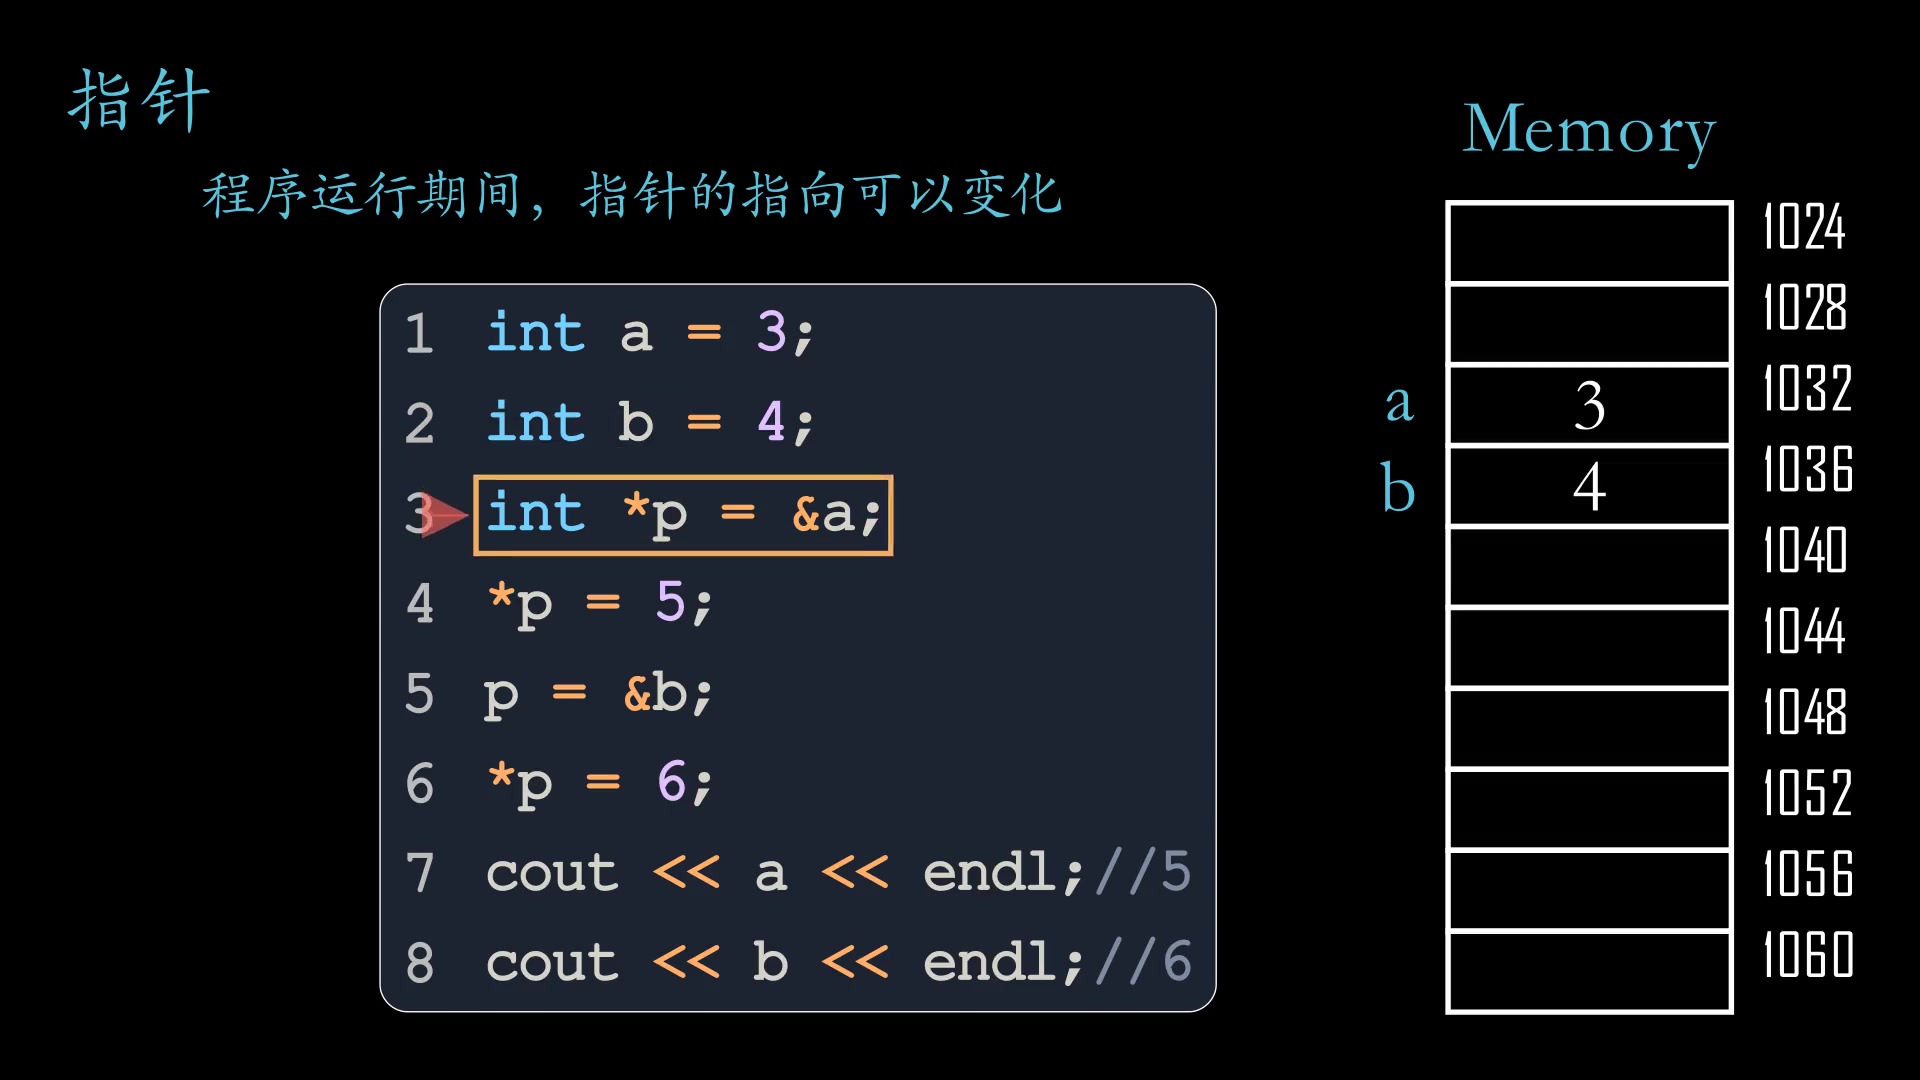 指针
程序运行期间，指针的指向可以变化
1 int a = 3;
2 int b = 4;
3 int *p = &a;
4 *p = 5;
5 p = &b;
6 *p = 6;
7 cout << a << endl;//5
8 cout << b << endl;//6
Memory
1024
1028
a 3 1032
b 4 1036
1040
1044
1048
1052
1056
1060